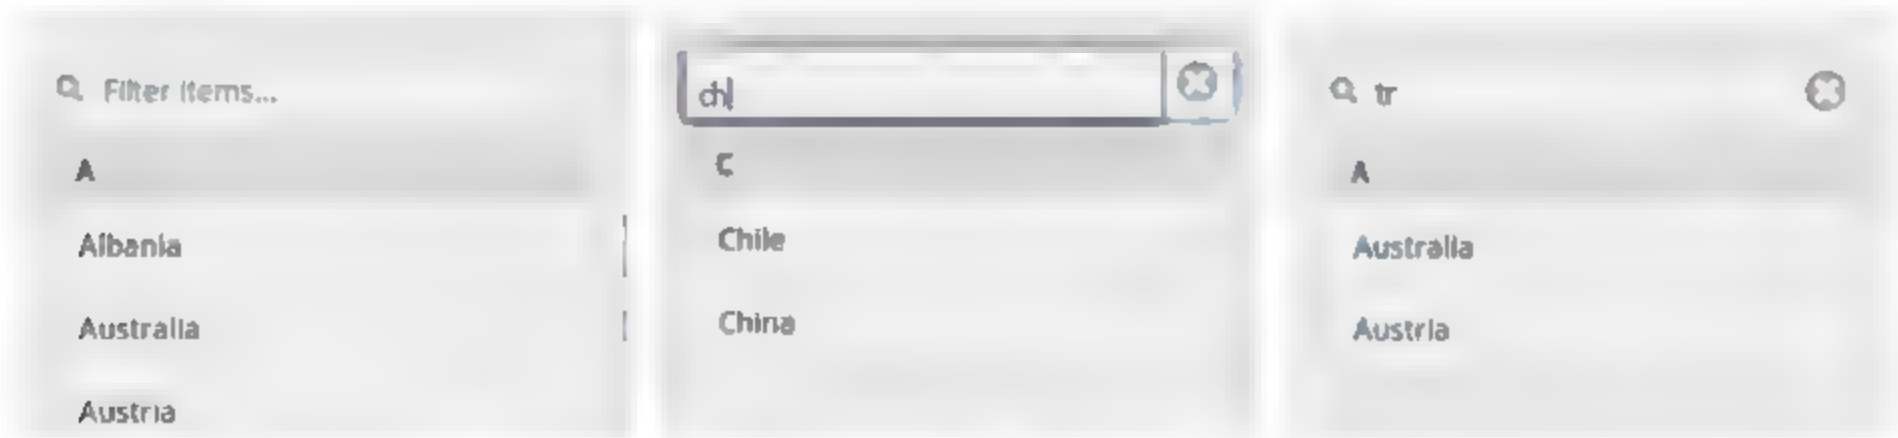 Filter items...
A
Albania
Australia
Austria
ch
C
Chile
China
tr
A
Australia
Austria